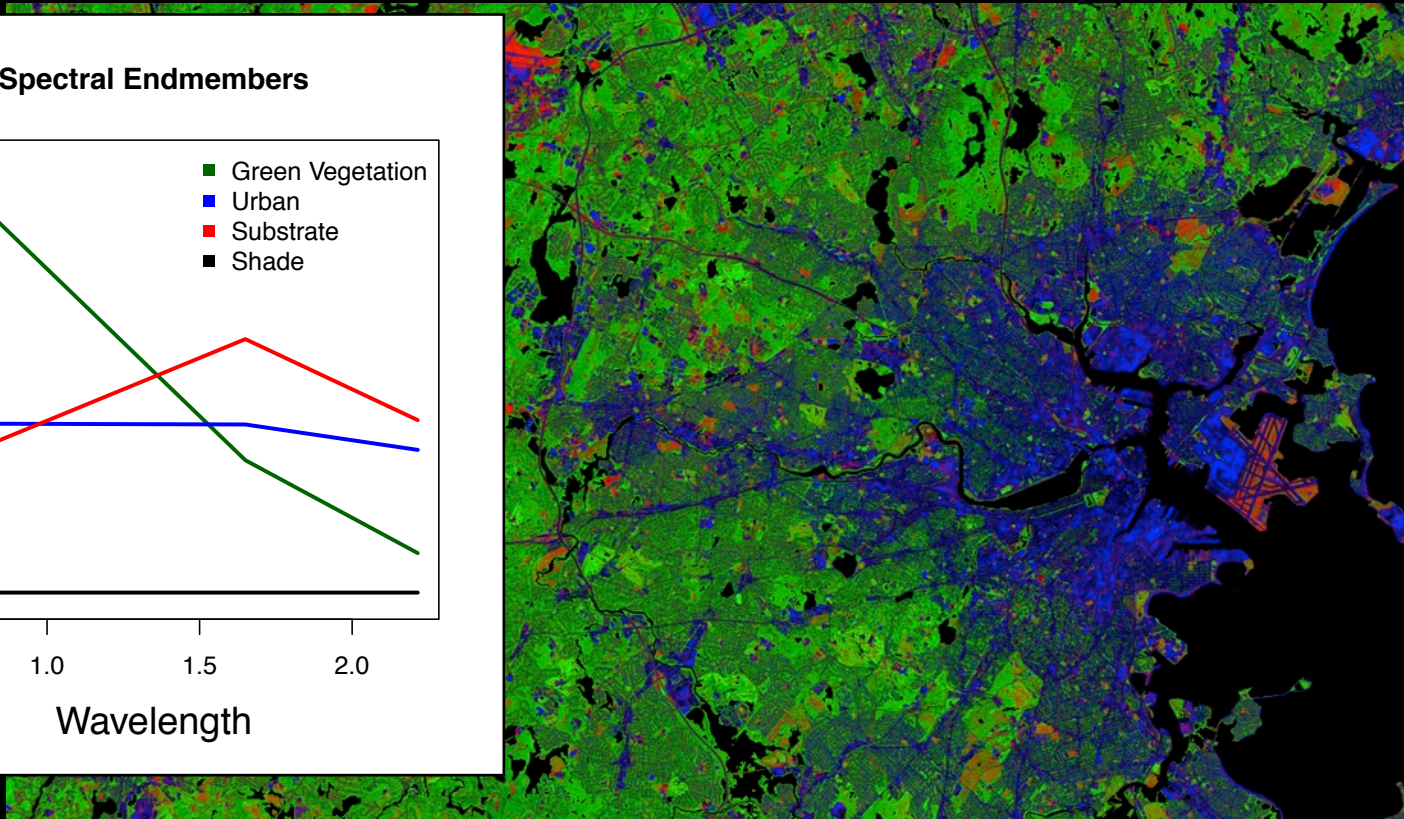 Spectral Endmembers
Green Vegetation
Urban
Substrate
Shade
1.0 1.5 2.0
Wavelength